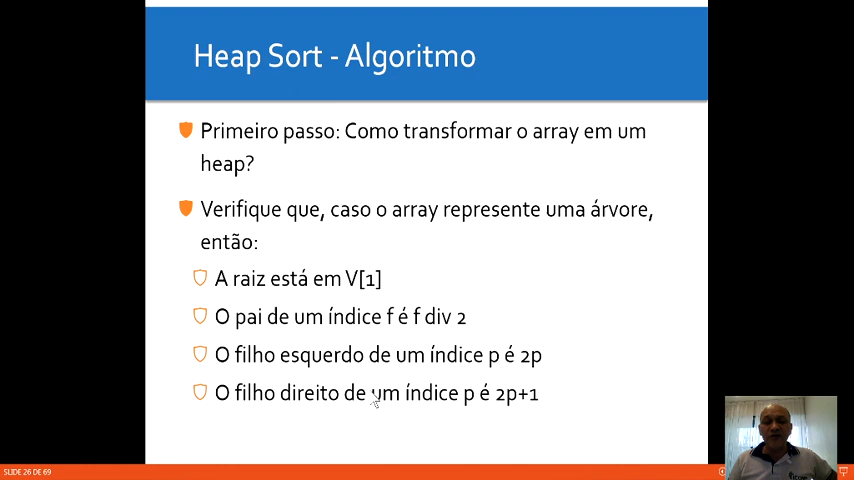 Heap Sort - Algoritmo
Primeiro passo: Como transformar o array em um
heap?
Verifique que, caso o array represente uma árvore,
então:
A raiz está em V[1]
O pai de um índice f é f div 2
O filho esquerdo de um índice p é 2p
O filho direito de um índice p é 2p+1
SLIDE 26 DE 69